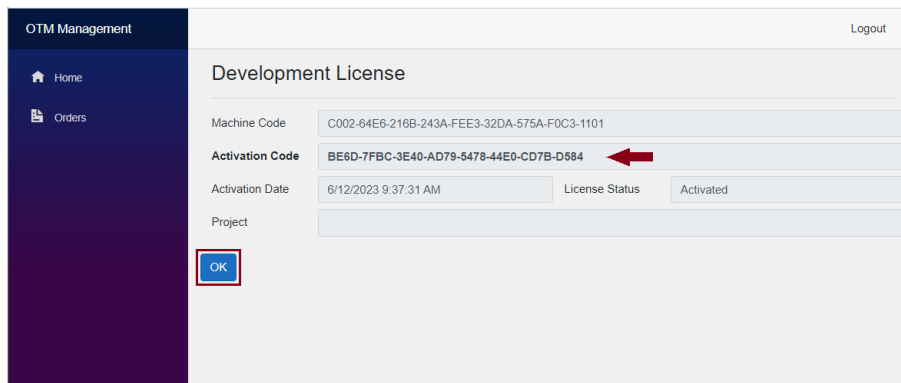 OTM Management
Logout
Home
Orders
Development License
Machine Code C002-64E6-216B-243A-FEE3-32DA-575A-F0C3-1101
Activation Code BE6D-7FBC-3E40-AD79-5478-44E0-CD7B-D584
Activation Date 6/12/2023 9:37:31 AM License Status Activated
Project
OK